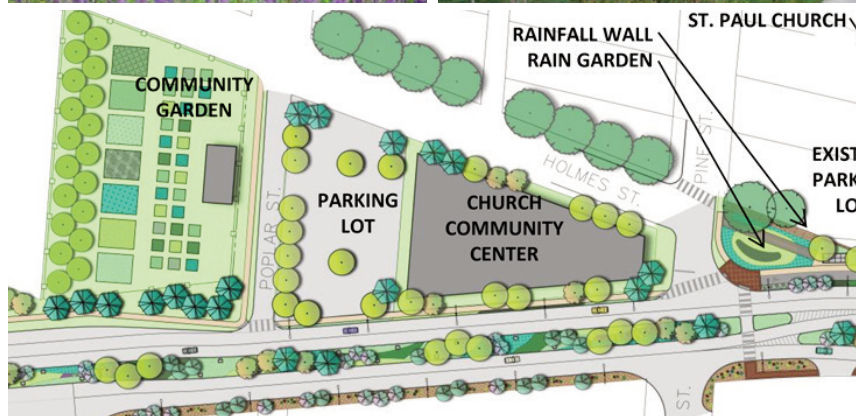 RAINFALL WALL
RAIN GARDEN
ST. PAUL CHURCH
COMMUNITY
GARDEN
POPLAR ST.
PARKING
LOT
CHURCH
COMMUNITY
CENTER
HOLMES ST.
PINE ST.
EXIST
PARK
LO
ST.